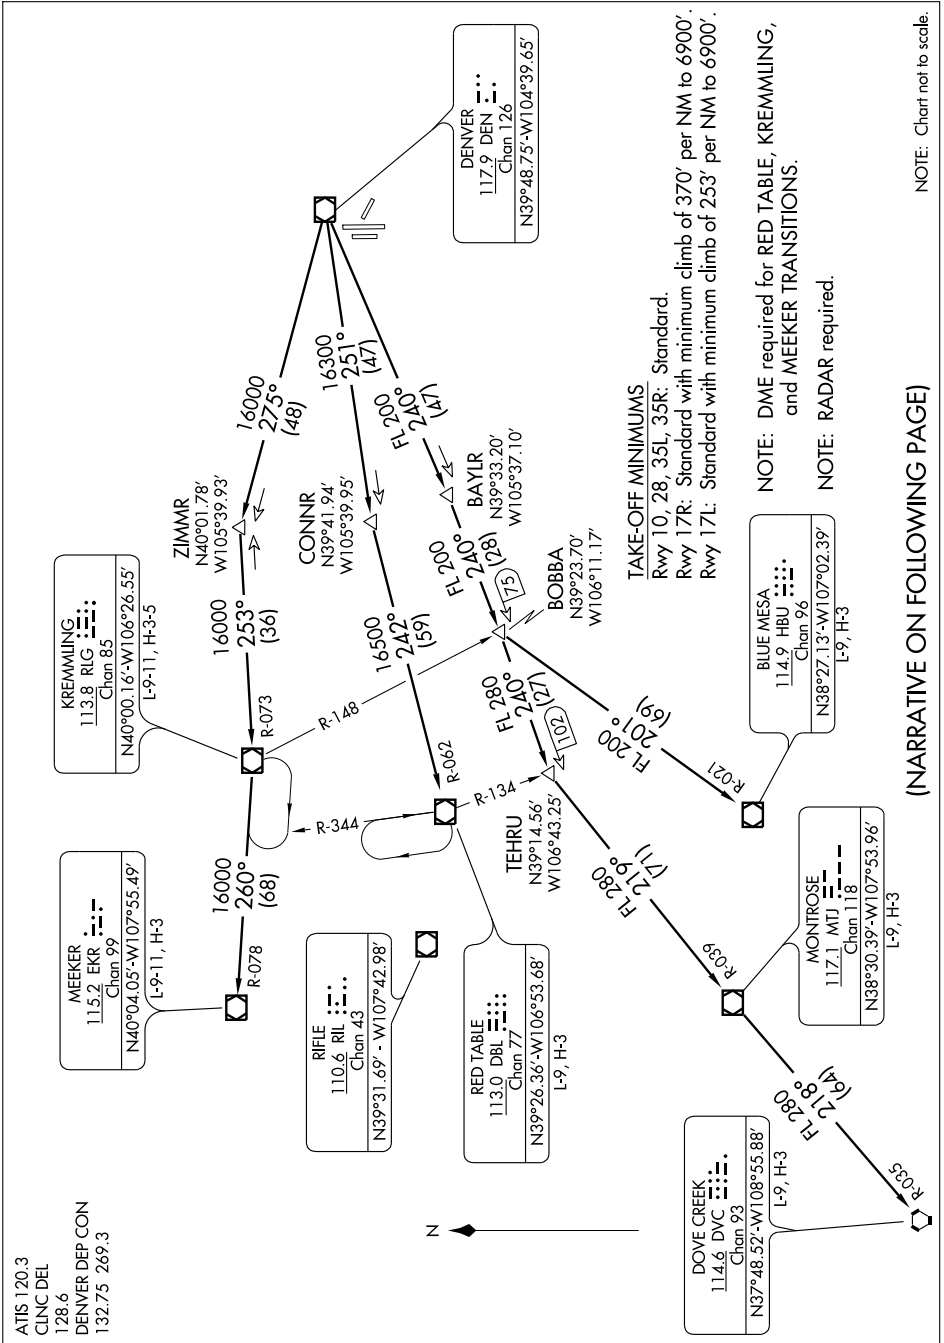 ATIS 120.3
CLNC DEL
128.6
DENVER DEP CON
132.75 269.3
MEEKER
115.2 EKR
Chan 99
N40°04.05'-W107°55.49'
L-9-11, H-3
KREMMLING
113.8 RLG
Chan 85
N40°00.16'-W106°26.55'
L-9-11, H-3-5
ZIMMR
N40°01.78'
W105°39.93'
16000
275°
(48)
16000
253°
(36)
R-073
16000
260°
(68)
R-078
RIFLE
110.6 RIL
Chan 43
N39°31.69' - W107°42.98'
R-344
R-148
CONNR
N39°41.94'
W105°39.95'
16300
251°
(47)
16500
242°
(59)
R-062
R-134
RED TABLE
113.0 DBL
Chan 77
N39°26.36'-W106°53.68'
L-9, H-3
FL 200
240°
(47)
BAYLR
N39°33.20'
W105°37.10'
FL 200
240°
(28)
75
BOBBA
N39°23.70'
W106°11.17'
FL 280
240°
(27)
102
TEHRU
N39°14.56'
W106°43.25'
DENVER
117.9 DEN
Chan 126
N39°48.75'-W104°39.65'
FL 200
201°
(69)
R-021
FL 280
219°
(71)
R-039
BLUE MESA
114.9 HBU
Chan 96
N38°27.13'-W107°02.39'
L-9, H-3
MONTROSE
117.1 MTJ
Chan 118
N38°30.39'-W107°53.96'
L-9, H-3
FL 280
218°
(64)
R-035
DOVE CREEK
114.6 DVC
Chan 93
N37°48.52'-W108°55.88'
L-9, H-3
N
TAKE-OFF MINIMUMS
Rwy 10, 28, 35L, 35R: Standard.
Rwy 17R: Standard with minimum climb of 370' per NM to 6900'.
Rwy 17L: Standard with minimum climb of 253' per NM to 6900'.
NOTE: DME required for RED TABLE, KREMMLING,
and MEEKER TRANSITIONS.
NOTE: RADAR required.
(NARRATIVE ON FOLLOWING PAGE)
NOTE: Chart not to scale.